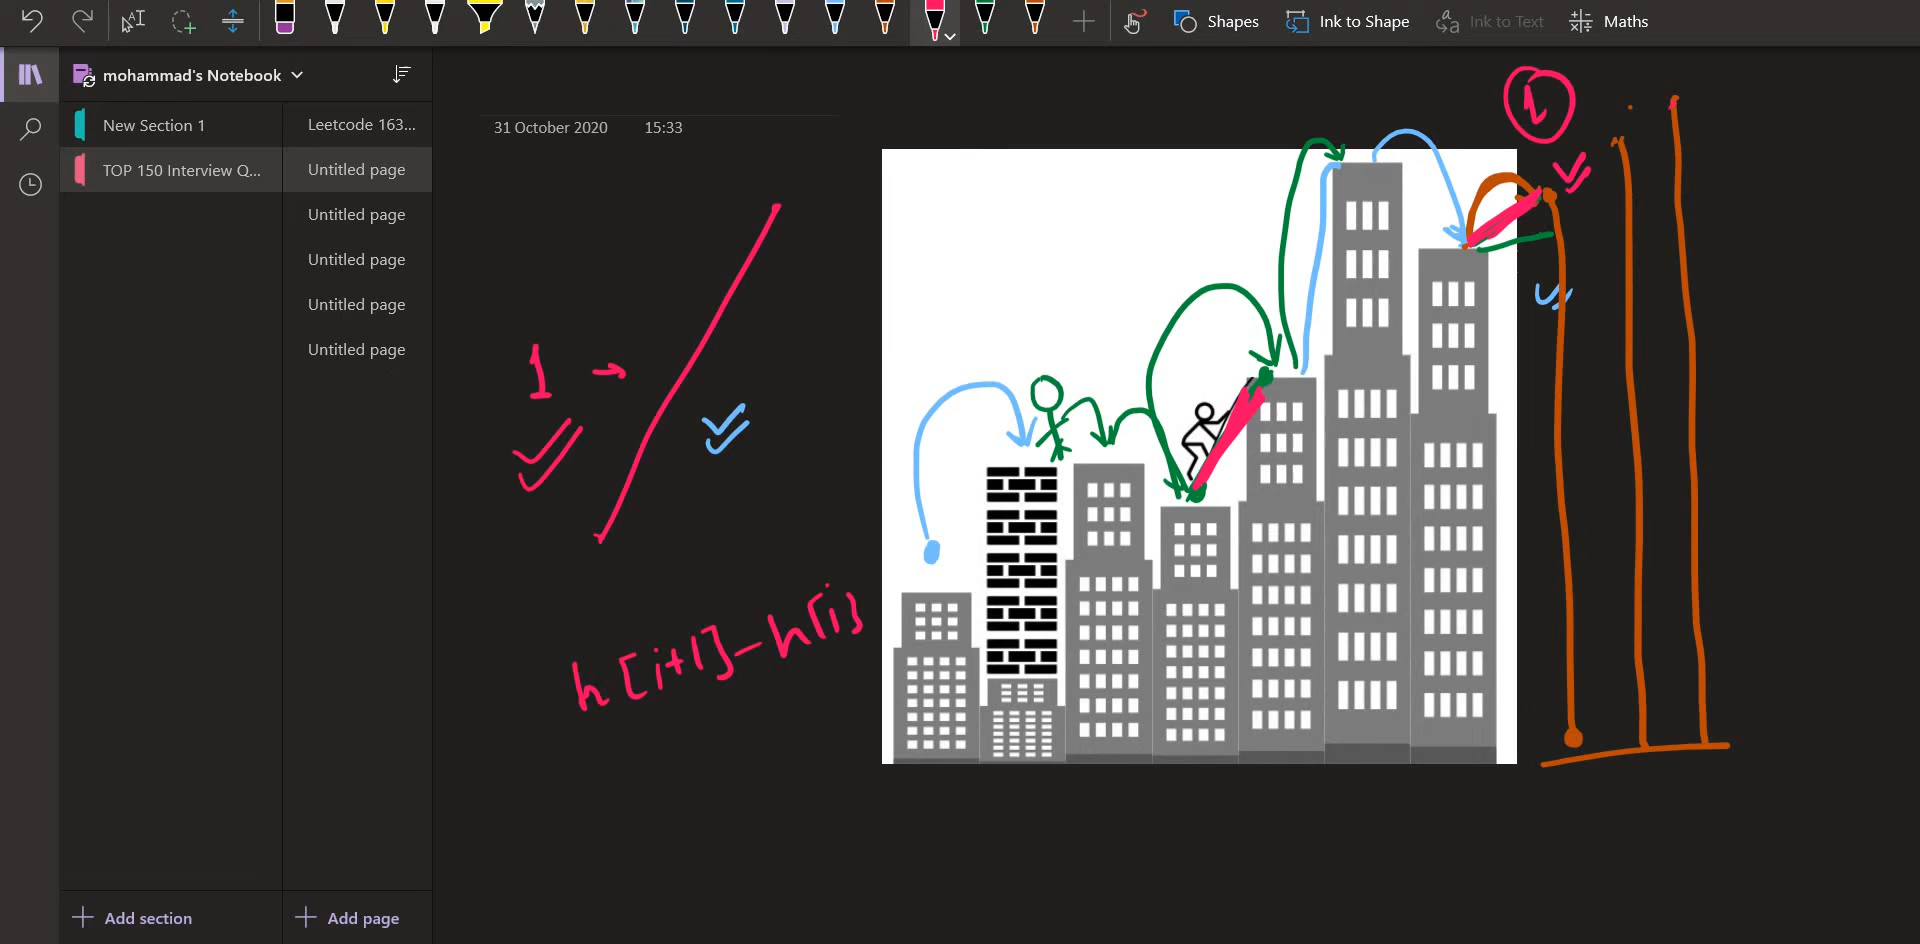 Shapes
Ink to Shape
Ink to Text
Maths
mohammad's Notebook
New Section 1
TOP 150 Interview Q...
Leetcode 163...
Untitled page
Untitled page
Untitled page
Untitled page
Untitled page
31 October 2020 15:33
1 →
h[i+1]-h[i]
Add section
Add page